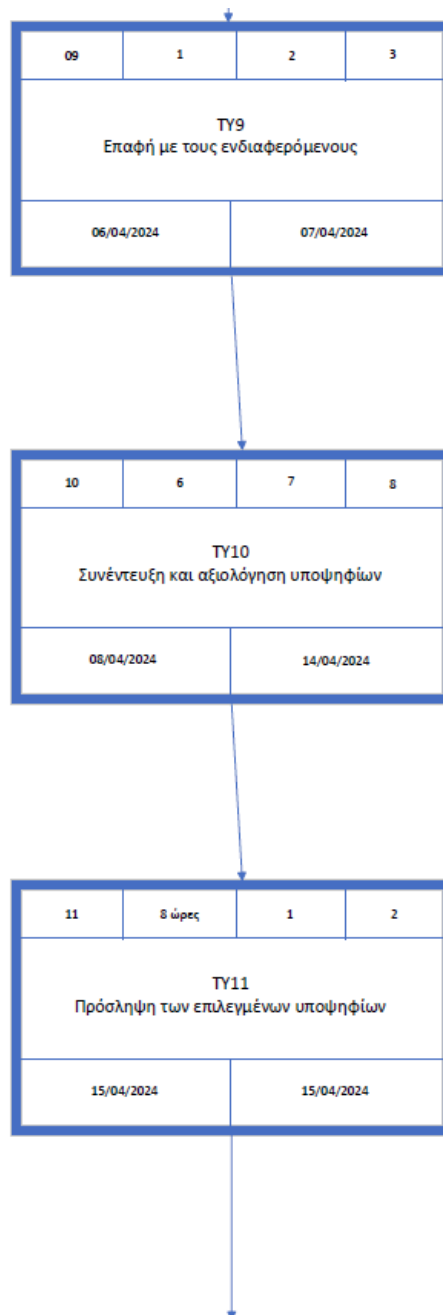 09 1 2 3
ΤΥ9
Επαφή με τους ενδιαφερόμενους
06/04/2024 07/04/2024
10 6 7 8
ΤΥ10
Συνέντευξη και αξιολόγηση υποψηφίων
08/04/2024 14/04/2024
11 8 ώρες 1 2
ΤΥ11
Πρόσληψη των επιλεγμένων υποψηφίων
15/04/2024 15/04/2024